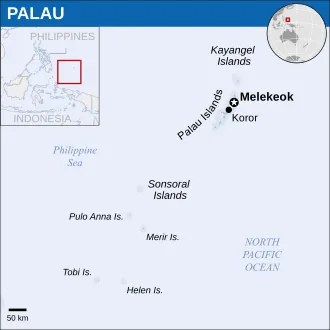 PALAU
PHILIPPINES
INDONESIA
Kayangel
Islands
Melekeok
Koror
Palau Islands
Philippine
Sea
Sonsoral
Islands
Pulo Anna Is.
Merir Is.
NORTH
PACIFIC
OCEAN
Tobi Is.
Helen Is.
50 km